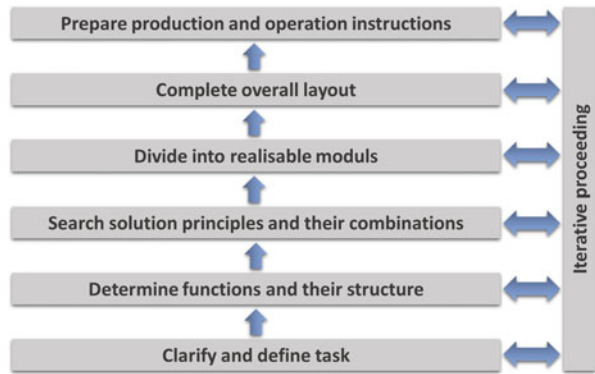 Prepare production and operation instructions
Complete overall layout
Divide into realisable moduls
Search solution principles and their combinations
Determine functions and their structure
Clarify and define task
Iterative proceeding